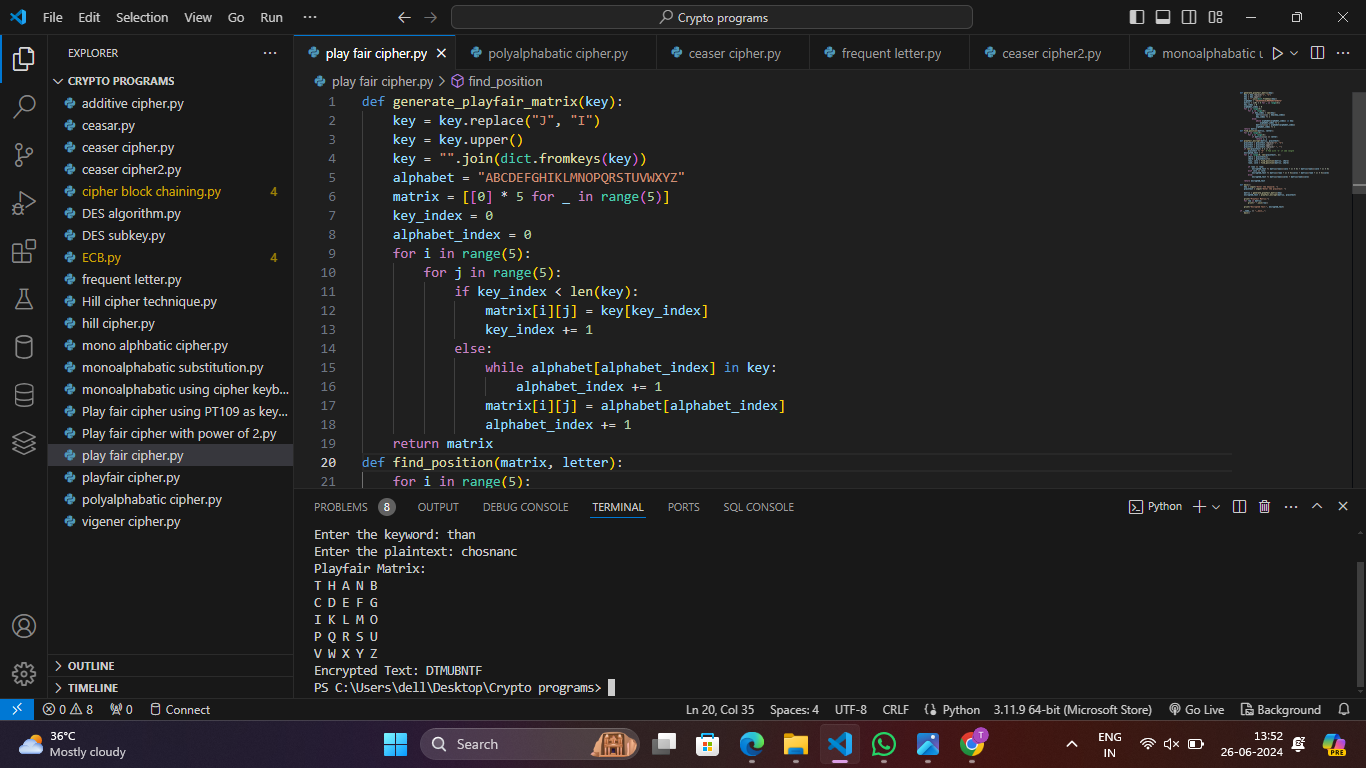 File Edit Selection View Go Run ··· Crypto programs
EXPLORER ···
CRYPTO PROGRAMS
additive cipher.py
ceasar.py
ceaser cipher.py
ceaser cipher2.py
cipher block chaining.py 4
DES algorithm.py
DES subkey.py
ECB.py 4
frequent letter.py
Hill cipher technique.py
hill cipher.py
mono alphbatic cipher.py
monoalphabatic substitution.py
monoalphabatic using cipher keyb...
Play fair cipher using PT109 as key...
Play fair cipher with power of 2.py
play fair cipher.py
playfair cipher.py
polyalphabatic cipher.py
vigener cipher.py
OUTLINE
TIMELINE
play fair cipher.py polyalphabatic cipher.py ceaser cipher.py frequent letter.py ceaser cipher2.py monoalphabatic u
play fair cipher.py > find_position
1 def generate_playfair_matrix(key):
2     key = key.replace("J", "I")
3     key = key.upper()
4     key = "".join(dict.fromkeys(key))
5     alphabet = "ABCDEFGHIKLMNOPQRSTUVWXYZ"
6     matrix = [[0] * 5 for _ in range(5)]
7     key_index = 0
8     alphabet_index = 0
9     for i in range(5):
10         for j in range(5):
11             if key_index < len(key):
12                 matrix[i][j] = key[key_index]
13                 key_index += 1
14             else:
15                 while alphabet[alphabet_index] in key:
16                     alphabet_index += 1
17                 matrix[i][j] = alphabet[alphabet_index]
18                 alphabet_index += 1
19     return matrix
20 def find_position(matrix, letter):
21     for i in range(5):
PROBLEMS 8 OUTPUT DEBUG CONSOLE TERMINAL PORTS SQL CONSOLE Python
Enter the keyword: than
Enter the plaintext: chosnanc
Playfair Matrix:
T H A N B
C D E F G
I K L M O
P Q R S U
V W X Y Z
Encrypted Text: DTMUBNTF
PS C:\Users\dell\Desktop\Crypto programs>
0 8 0 Connect Ln 20, Col 35 Spaces: 4 UTF-8 CRLF Python 3.11.9 64-bit (Microsoft Store) Go Live Background
36°C
Mostly cloudy
Search
T
ENG
IN
13:52
26-06-2024
PRE